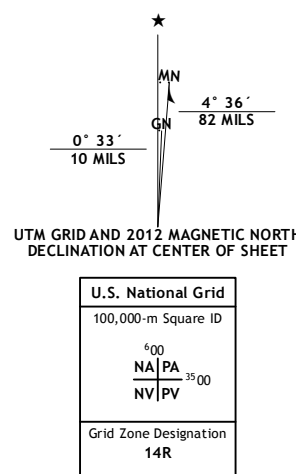 ★
MN
4° 36´
82 MILS
GN
0° 33´
10 MILS
UTM GRID AND 2012 MAGNETIC NORTH
DECLINATION AT CENTER OF SHEET
U.S. National Grid
100,000-m Square ID
⁶00
NA PA
³⁵00
NV PV
Grid Zone Designation
14R